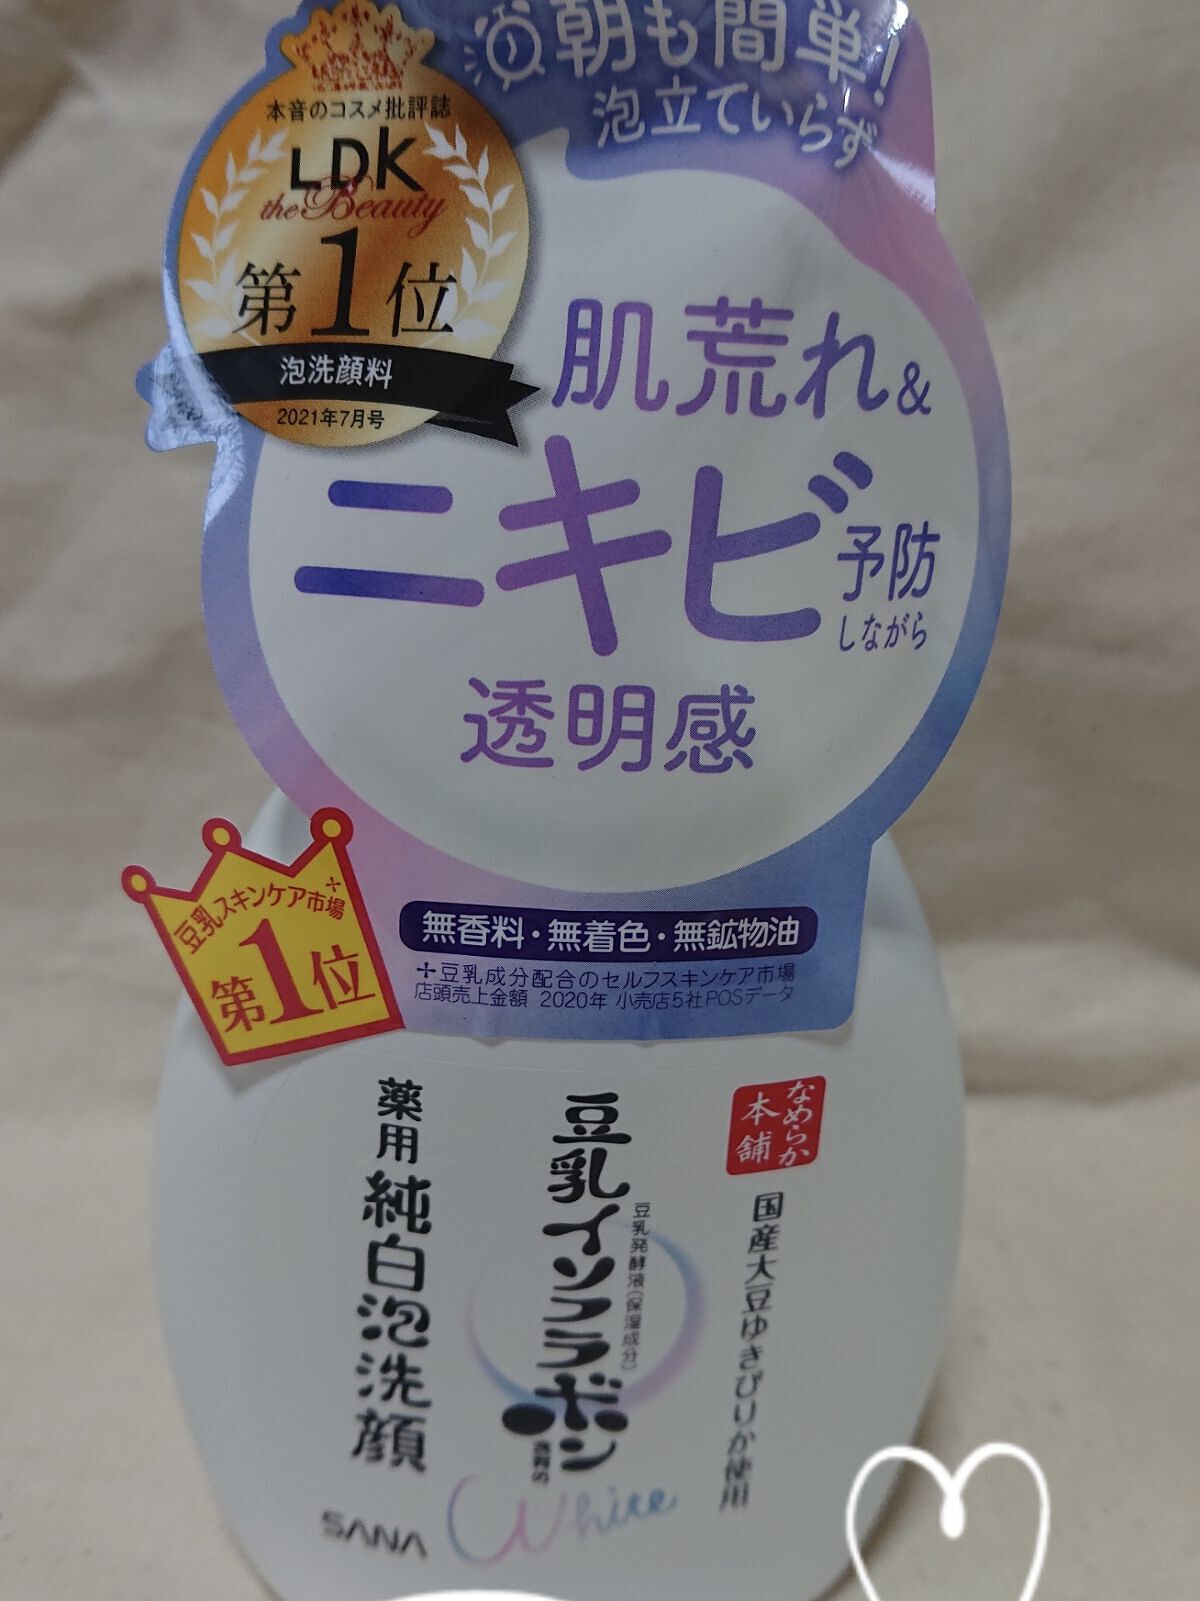 朝も簡単!
泡立ていらず
本音のコスメ批評誌
LDK
the Beauty
第1位
泡洗顔料
2021年7月号
肌荒れ&
ニキビ予防
しながら
透明感
豆乳スキンケア市場＋
第1位
無香料・無着色・無鉱物油
＋豆乳成分配合のセルフスキンケア市場
店頭売上金額 2020年 小売店5社POSデータ
なめらか
本舗
国産大豆ゆきぴりか使用
豆乳発酵液(保湿成分)
豆乳イソフラボン
薬用純白泡洗顔
White
SANA